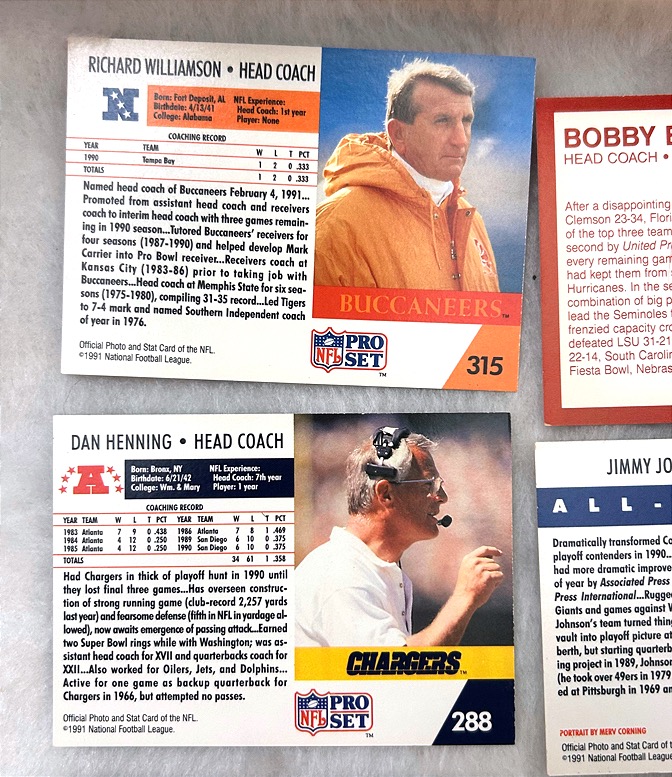 RICHARD WILLIAMSON • HEAD COACH
N
Born: Fort Deposit, AL
Birthdate: 4/13/41
College: Alabama
NFL Experience:
Head Coach: 1st year
Player: None
COACHING RECORD
YEAR TEAM W L T PCT
1990 Tampa Bay 1 2 0 .333
TOTALS 1 2 0 .333
Named head coach of Buccaneers February 4, 1991...
Promoted from assistant head coach and receivers
coach to interim head coach with three games remain-
ing in 1990 season...Tutored Buccaneers' receivers for
four seasons (1987-1990) and helped develop Mark
Carrier into Pro Bowl receiver...Receivers coach at
Kansas City (1983-86) prior to taking job with
Buccaneers...Head coach at Memphis State for six sea-
sons (1975-1980), compiling 31-35 record...Led Tigers
to 7-4 mark and named Southern Independent coach
of year in 1976.
BUCCANEERS™
Official Photo and Stat Card of the NFL.
©1991 National Football League.
NFL PRO SET
™
315
DAN HENNING • HEAD COACH
A
Born: Bronx, NY
Birthdate: 6/21/42
College: Wm. & Mary
NFL Experience:
Head Coach: 7th year
Player: 1 year
COACHING RECORD
YEAR TEAM W L T PCT YEAR TEAM W L T PCT
1983 Atlanta 7 9 0 .438 1986 Atlanta 7 8 1 .469
1984 Atlanta 4 12 0 .250 1989 San Diego 6 10 0 .375
1985 Atlanta 4 12 0 .250 1990 San Diego 6 10 0 .375
TOTALS 34 61 1 .358
Had Chargers in thick of playoff hunt in 1990 until
they lost final three games...Has overseen construc-
tion of strong running game (club-record 2,257 yards
last year) and fearsome defense (fifth in NFL in yardage al-
lowed), now awaits emergence of passing attack...Earned
two Super Bowl rings while with Washington; was as-
sistant head coach for XVII and quarterbacks coach for
XXII...Also worked for Oilers, Jets, and Dolphins...
Active for one game as backup quarterback for
Chargers in 1966, but attempted no passes.
CHARGERS™
Official Photo and Stat Card of the NFL.
©1991 National Football League.
NFL PRO SET
™
288
BOBBY
HEAD COACH •
After a disappointing
Clemson 23-34, Flori
of the top three team
second by United Pr
every remaining gam
had kept them from
Hurricanes. In the se
combination of big p
lead the Seminoles t
frenzied capacity cro
defeated LSU 31-21
22-14, South Carolin
Fiesta Bowl, Nebras
JIMMY JO
ALL-
Dramatically transformed Co
playoff contenders in 1990..
had more dramatic improve
of year by Associated Press
Press International...Rugged
Giants and games against W
Johnson's team turned thing
vault into playoff picture at
berth, but starting quarterb
ing project in 1989, Johnson
(he took over 49ers in 1979
ed at Pittsburgh in 1969 an
PORTRAIT BY MERV CORNING
Official Photo and Stat Card of t
©1991 National Football League